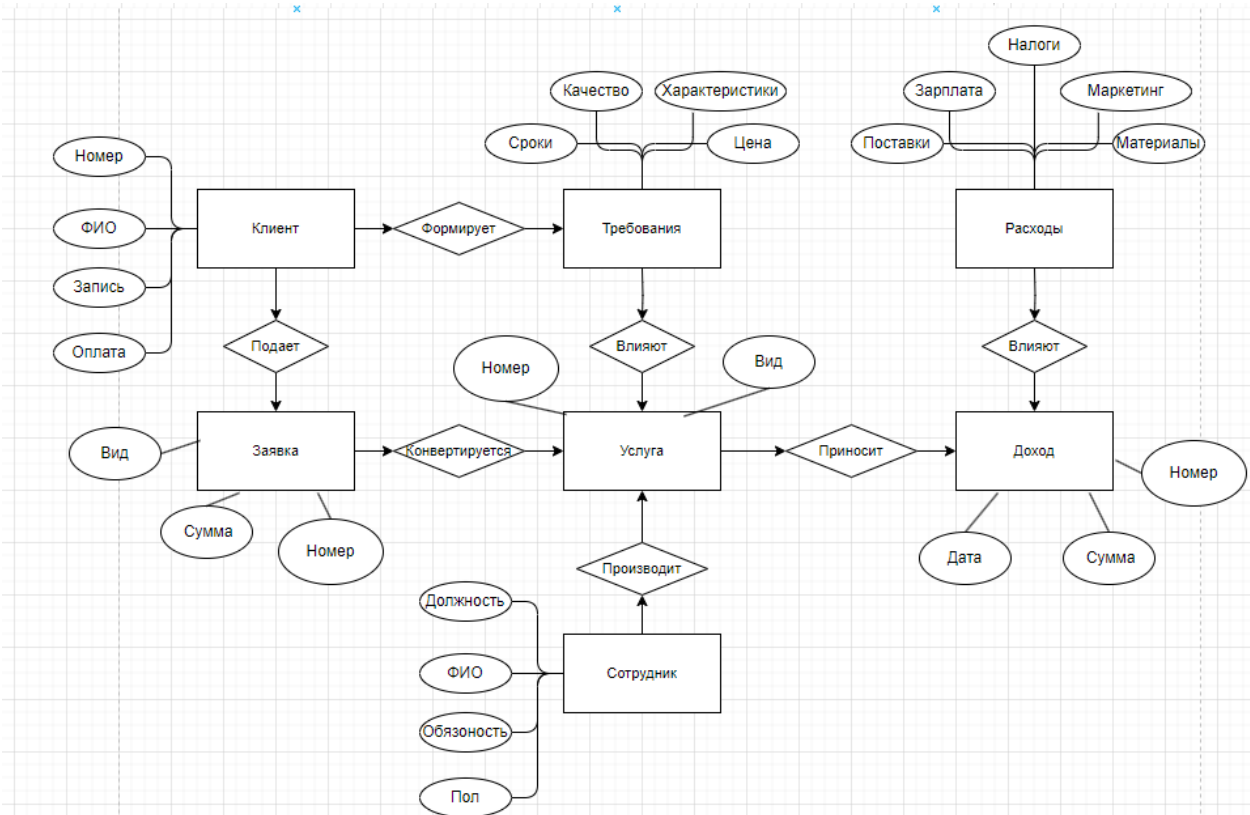 Налоги
Качество
Характеристики
Зарплата
Маркетинг
Сроки
Цена
Поставки
Материалы
Номер
ФИО
Клиент
Формирует
Требования
Расходы
Запись
Оплата
Подает
Влияют
Влияют
Номер
Вид
Вид
Заявка
Конвертируется
Услуга
Приносит
Доход
Номер
Сумма
Номер
Дата
Сумма
Производит
Должность
ФИО
Сотрудник
Обязоность
Пол